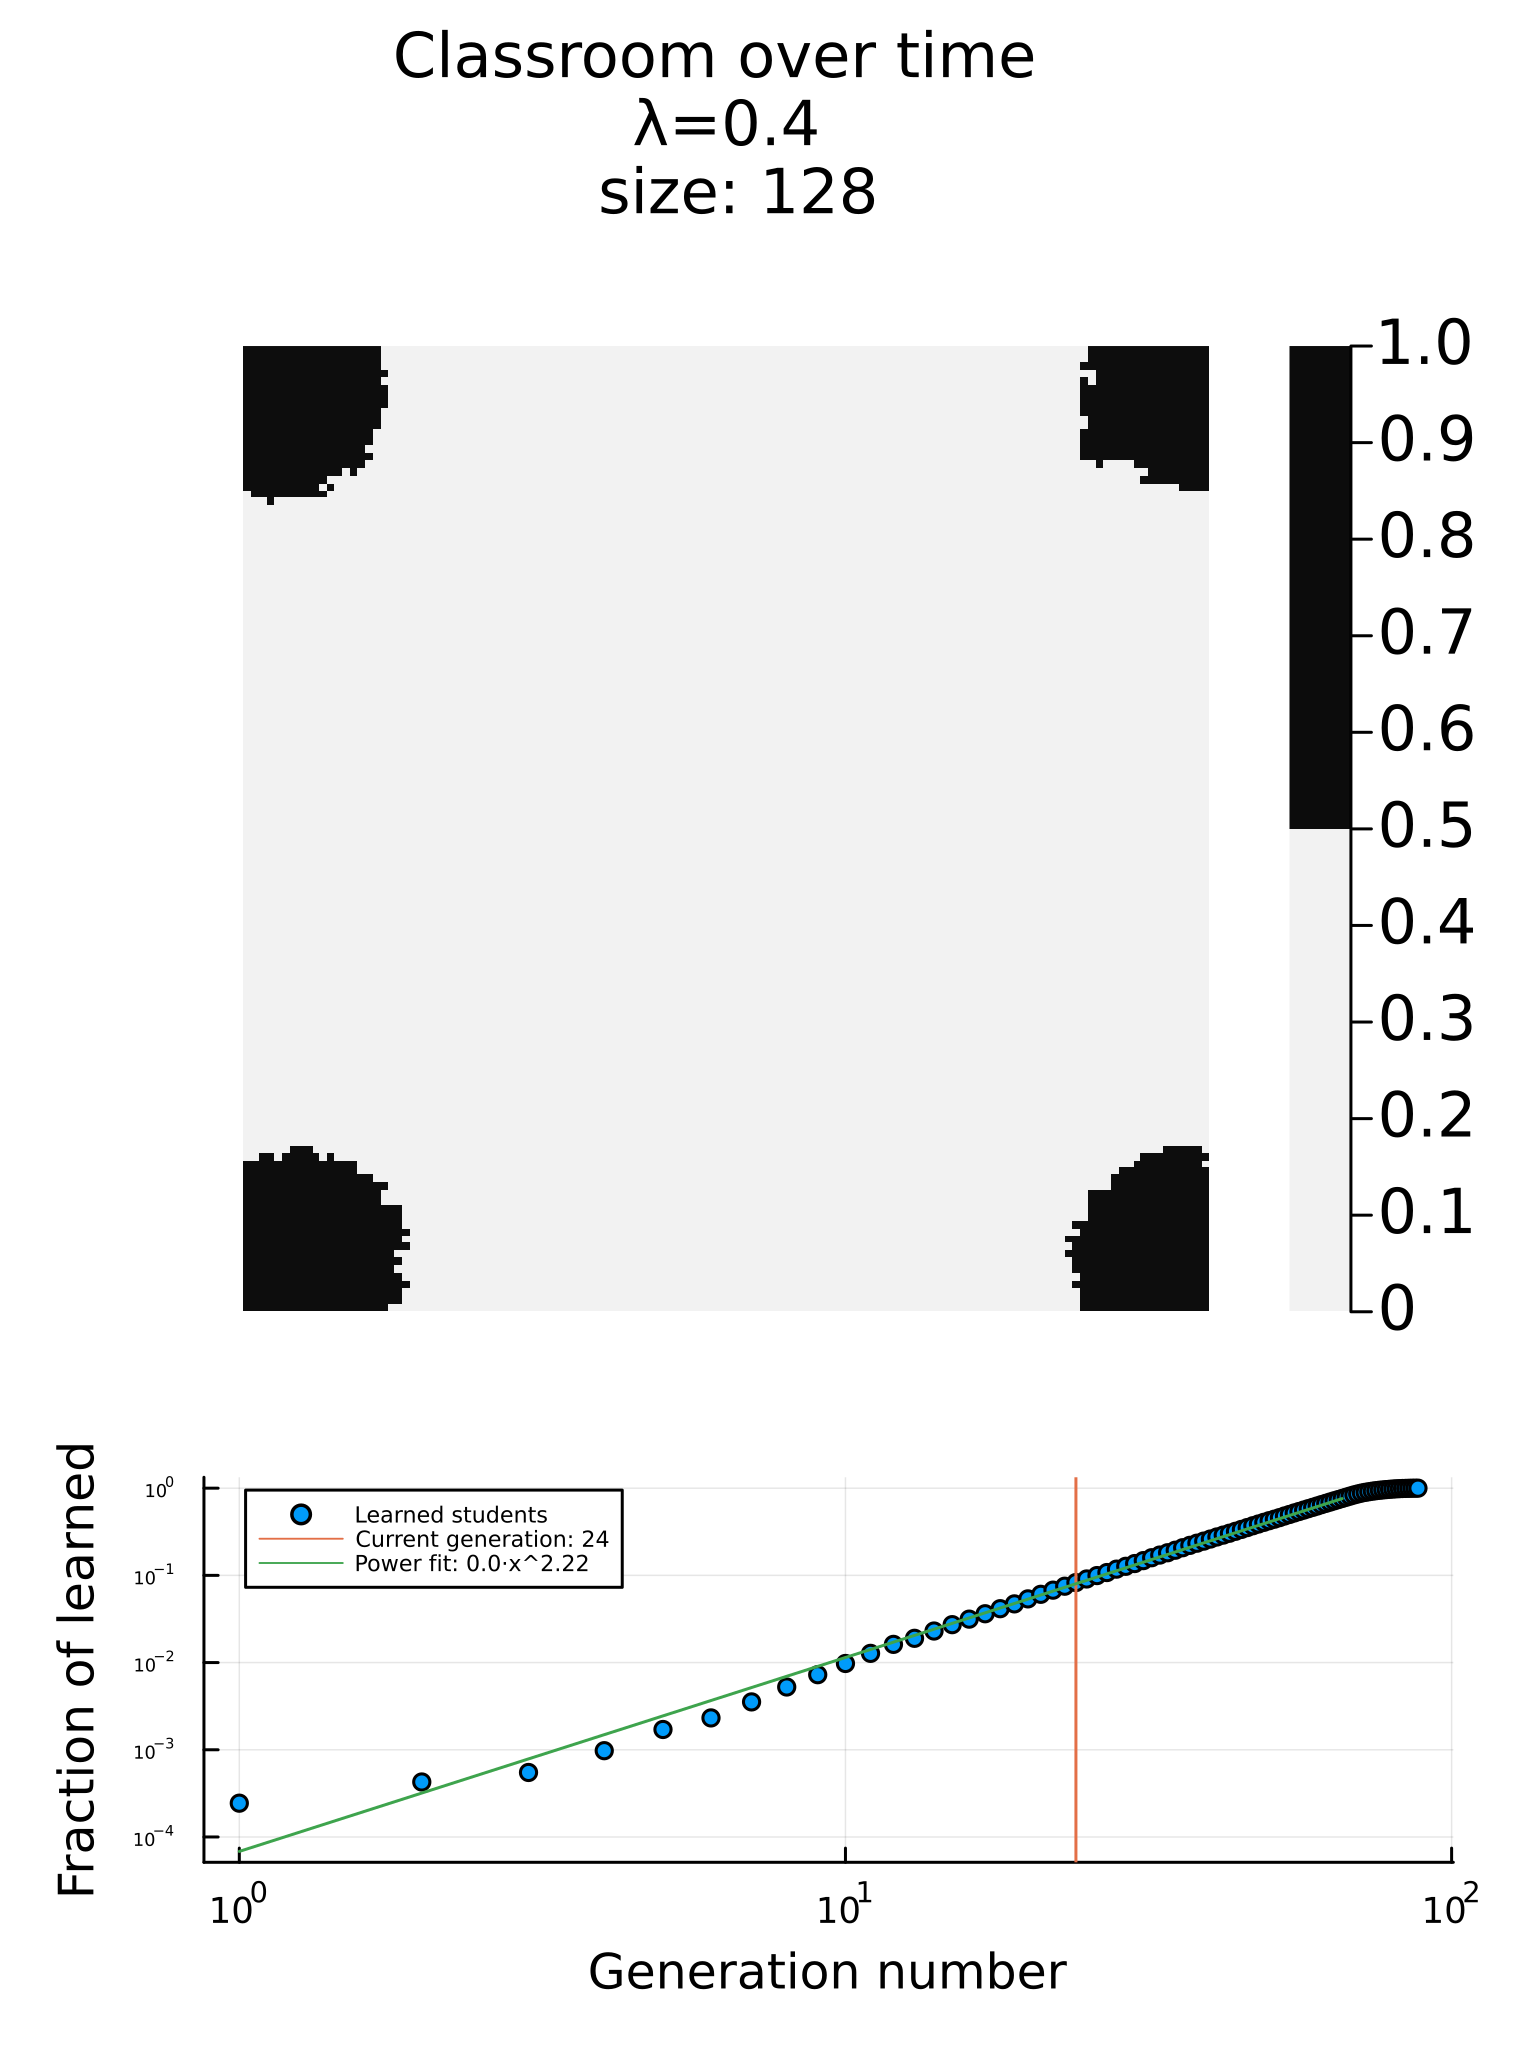 Classroom over time
λ=0.4
size: 128
1.0
0.9
0.8
0.7
0.6
0.5
0.4
0.3
0.2
0.1
0
Fraction of learned
10^0
10^-1
10^-2
10^-3
10^-4
Learned students
Current generation: 24
Power fit: 0.0·x^2.22
10^0 10^1 10^2
Generation number